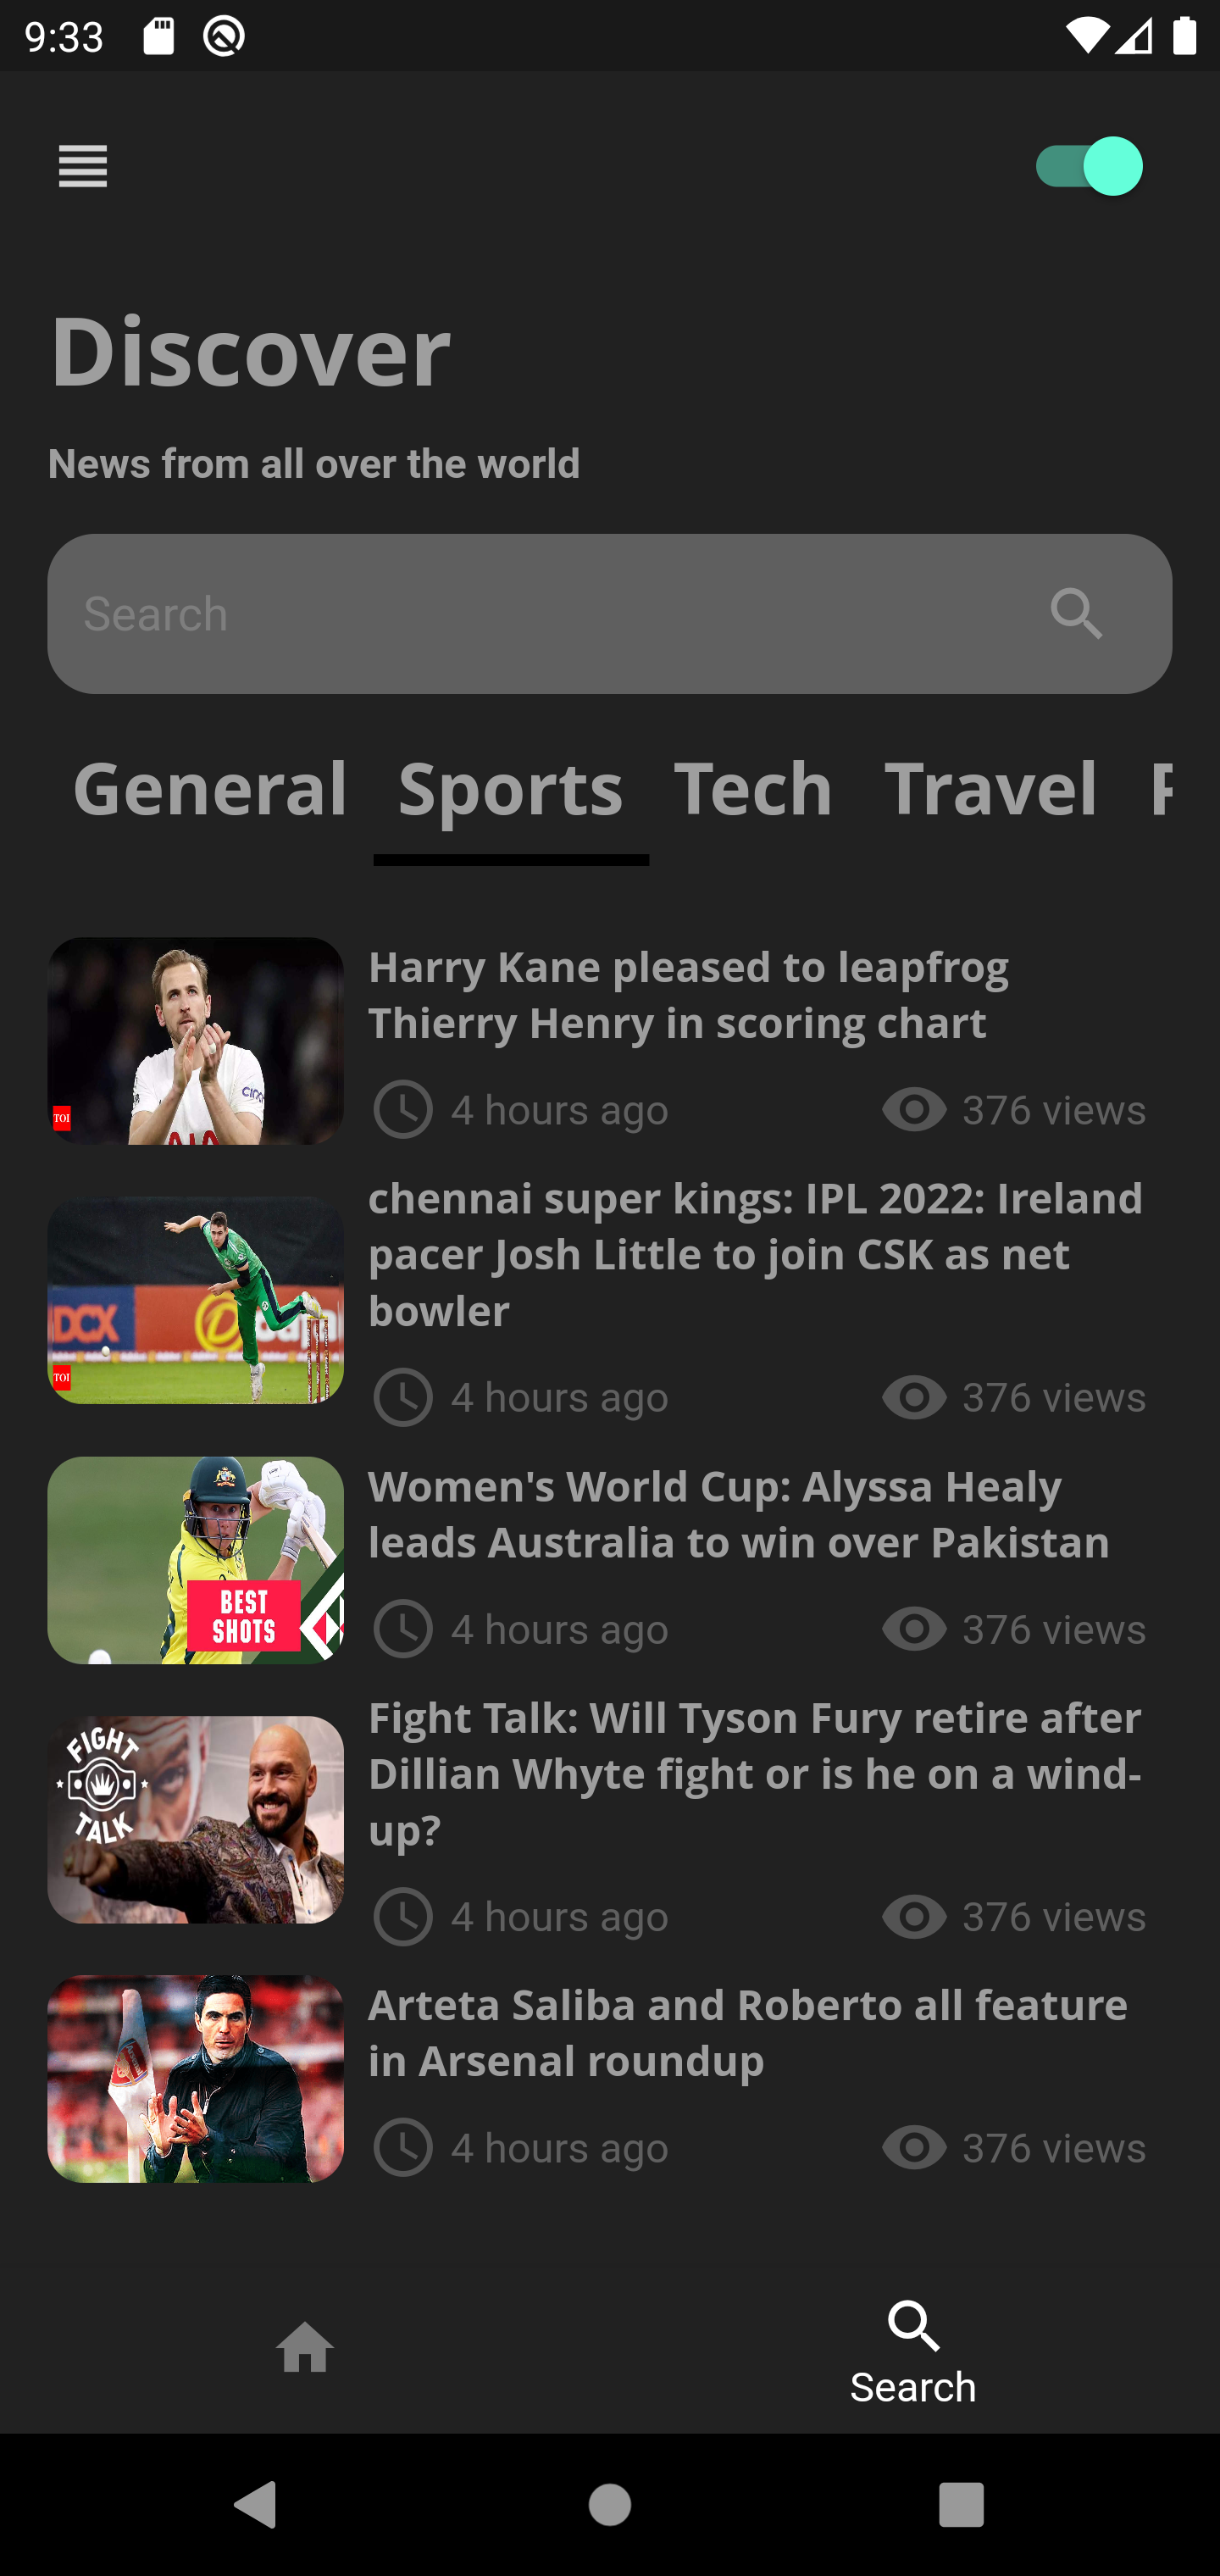 9:33
Discover
News from all over the world
Search
General Sports Tech Travel
Harry Kane pleased to leapfrog
Thierry Henry in scoring chart
4 hours ago 376 views
TOI
chennai super kings: IPL 2022: Ireland
pacer Josh Little to join CSK as net
bowler
DCX
TOI
4 hours ago 376 views
Women's World Cup: Alyssa Healy
leads Australia to win over Pakistan
BEST
SHOTS
4 hours ago 376 views
Fight Talk: Will Tyson Fury retire after
Dillian Whyte fight or is he on a wind-
up?
FIGHT
TALK
4 hours ago 376 views
Arteta Saliba and Roberto all feature
in Arsenal roundup
4 hours ago 376 views
Search